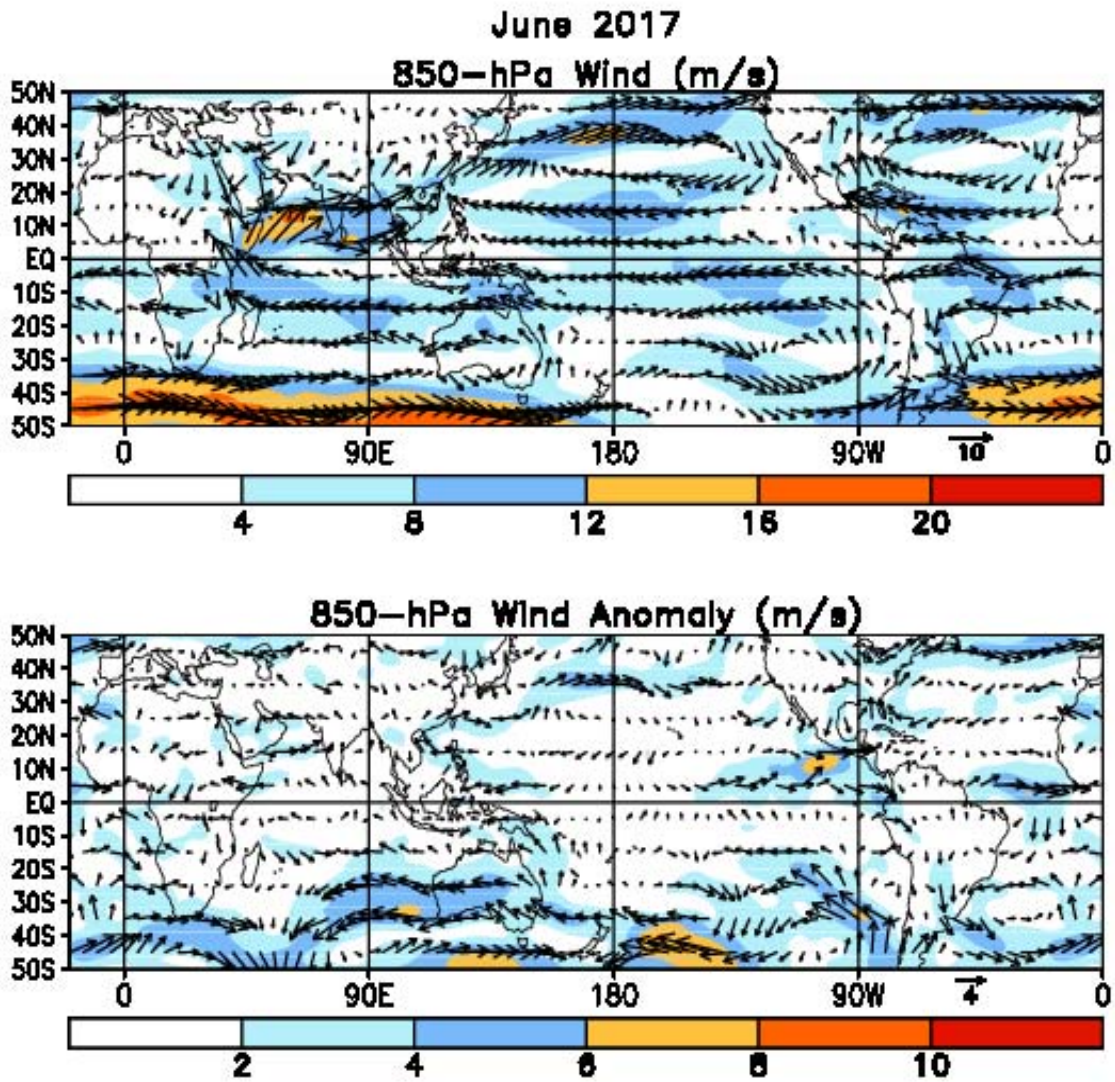 June 2017
850-hPa Wind (m/s)
50N
40N
30N
20N
10N
EQ
10S
20S
30S
40S
50S
0 90E 180 90W 10 0
4 8 12 16 20
850-hPa Wind Anomaly (m/s)
50N
40N
30N
20N
10N
EQ
10S
20S
30S
40S
50S
0 90E 180 90W 4 0
2 4 6 8 10